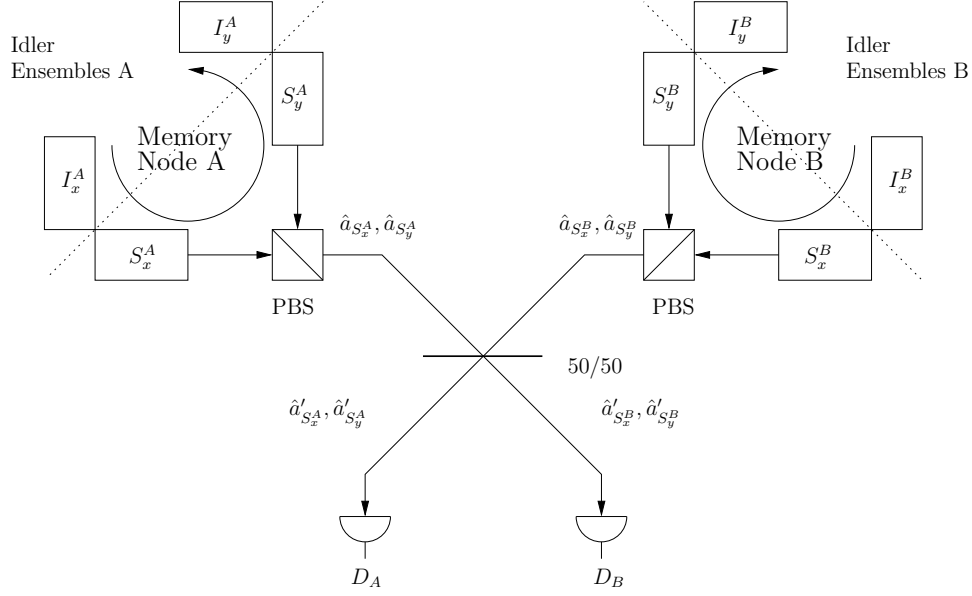 Idler
Ensembles A
I_y^A
S_y^A
Memory
Node A
I_x^A
S_x^A
PBS
â_{S_x^A}, â_{S_y^A}
I_y^B
Idler
Ensembles B
S_y^B
Memory
Node B
I_x^B
S_x^B
PBS
â_{S_x^B}, â_{S_y^B}
50/50
â'_{S_x^A}, â'_{S_y^A}
â'_{S_x^B}, â'_{S_y^B}
D_A
D_B